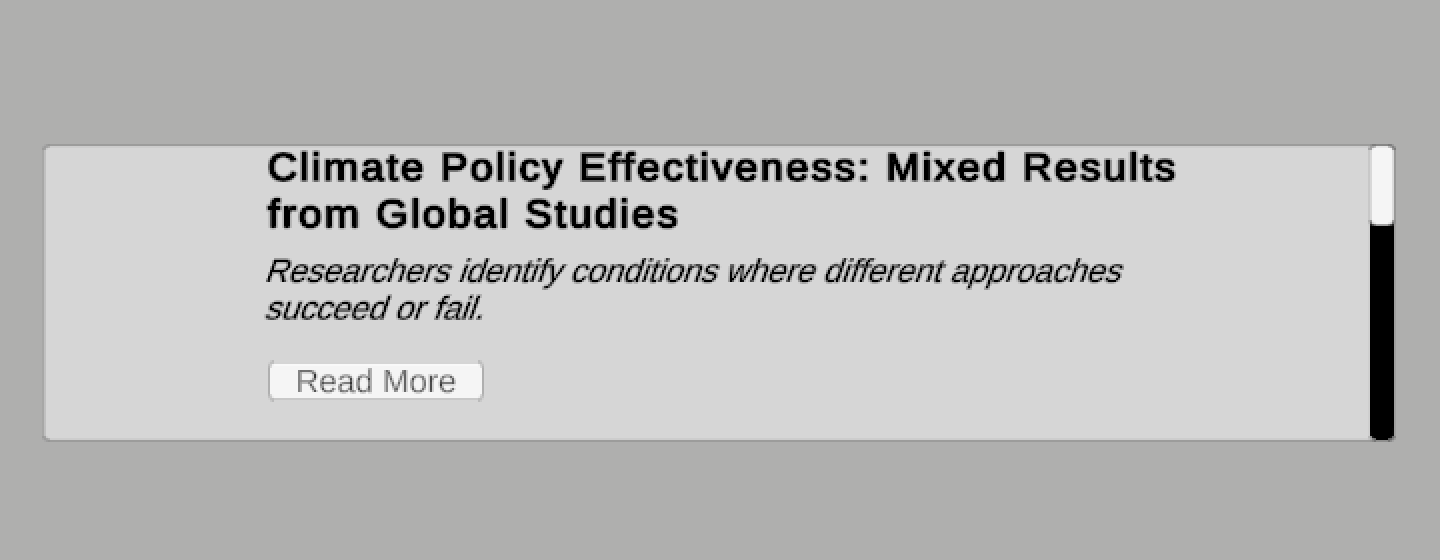 Climate Policy Effectiveness: Mixed Results
from Global Studies
Researchers identify conditions where different approaches
succeed or fail.
Read More